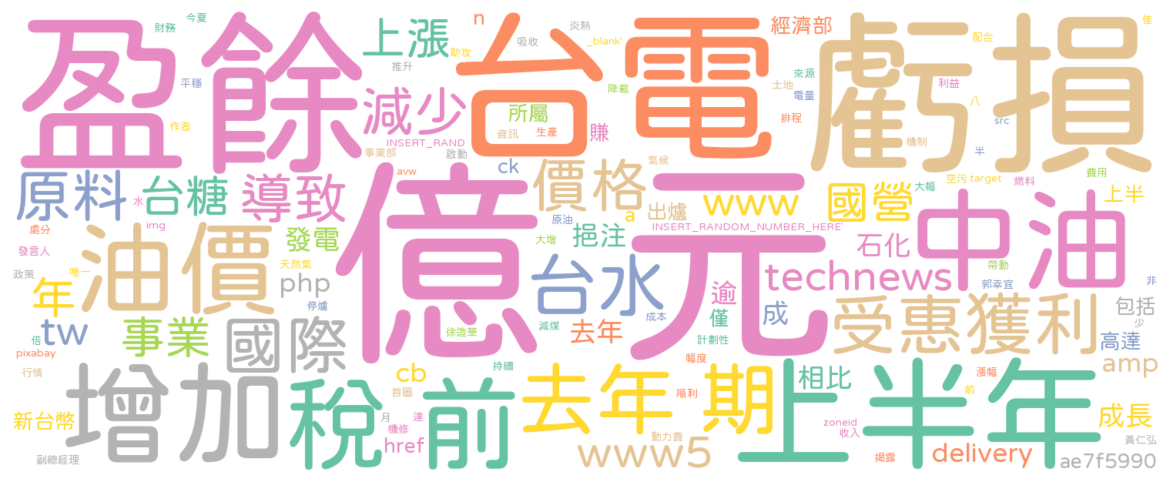 盈餘
台電
虧損
上漲
n
炎熱
_blank'
經濟部
佳
今夏
財務
吸收
助攻
推升
配合
平穩
減少
所屬
降載
來源
土地
電量
利益
八
作者
資訊
生產
賺
排程
src
INSERT_RAND
機制
半
事業部
啟動
avw
ck
價格
氣候
大幅
空污
target
燃料
費用
原料
台糖
導致
億元
www
國營
中油
上半
水
img
原油
a
出爐
處分
INSERT_RANDOM_NUMBER_HERE'
發言人
油價
發電
大增
挹注
石化
帶動
政策
唯一
天然氣
php
台水
technews
郭幸宜
非
年
停爐
逾
僅
成
受惠
獲利
包括
少
tw
事業
國際
徐造華
減煤
成本
去年
計劃性
高達
悟
pixabay
幅度
行情
增加
稅前
持續
cb
首圖
去年
期
順利
相比
上半年
漲幅
前
amp
新台幣
月
達
機修
href
zoneid
收入
成長
黃仁弘
副總經理
www5
動力費
揭露
delivery
ae7f5990